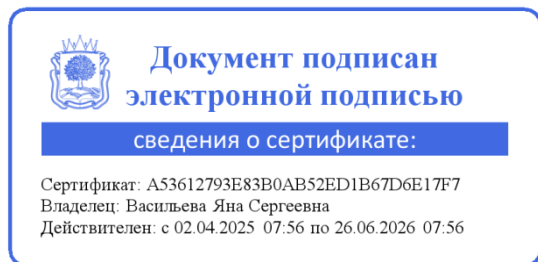 Документ подписан
электронной подписью
сведения о сертификате:
Сертификат: A53612793E83B0AB52ED1B67D6E17F7
Владелец: Васильева Яна Сергеевна
Действителен: с 02.04.2025 07:56 по 26.06.2026 07:56